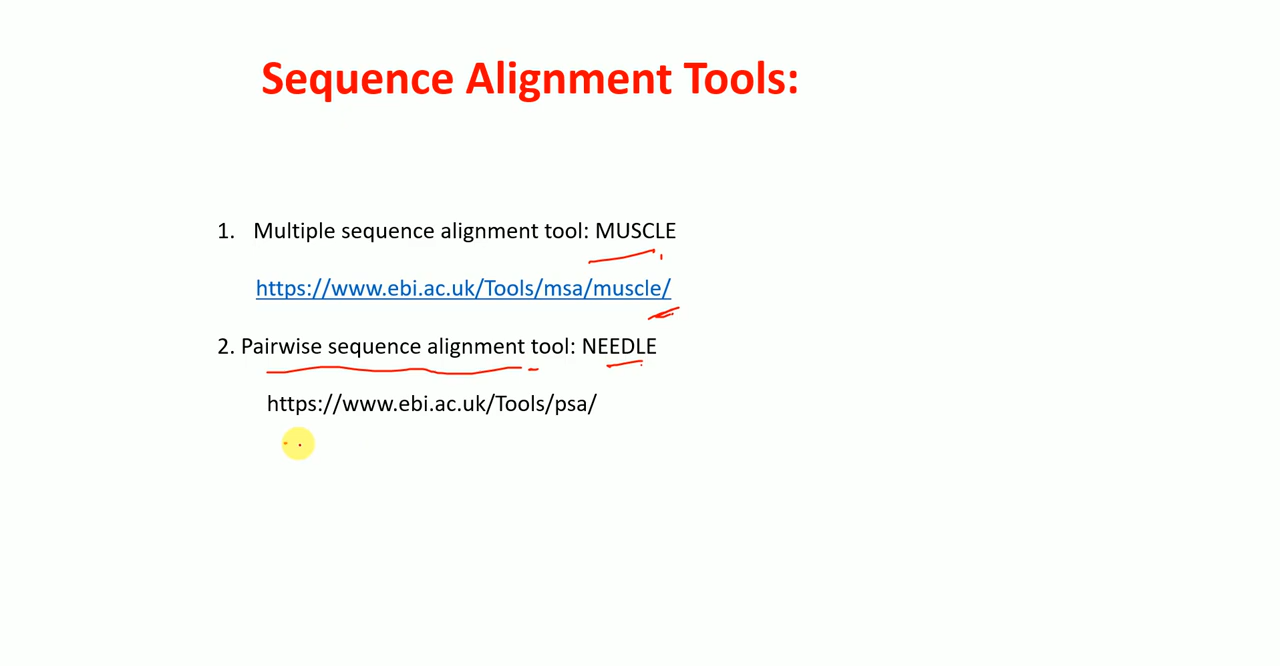 Sequence Alignment Tools:
1. Multiple sequence alignment tool: MUSCLE
https://www.ebi.ac.uk/Tools/msa/muscle/
2. Pairwise sequence alignment tool: NEEDLE
https://www.ebi.ac.uk/Tools/psa/